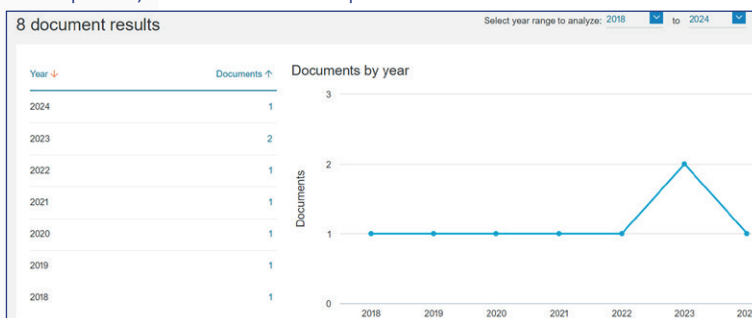 8 document results
Select year range to analyze: 2018 to 2024
Year ↓ Documents ↑
2024 1
2023 2
2022 1
2021 1
2020 1
2019 1
2018 1
Documents by year
3
2
1
0
Documents
2018 2019 2020 2021 2022 2023